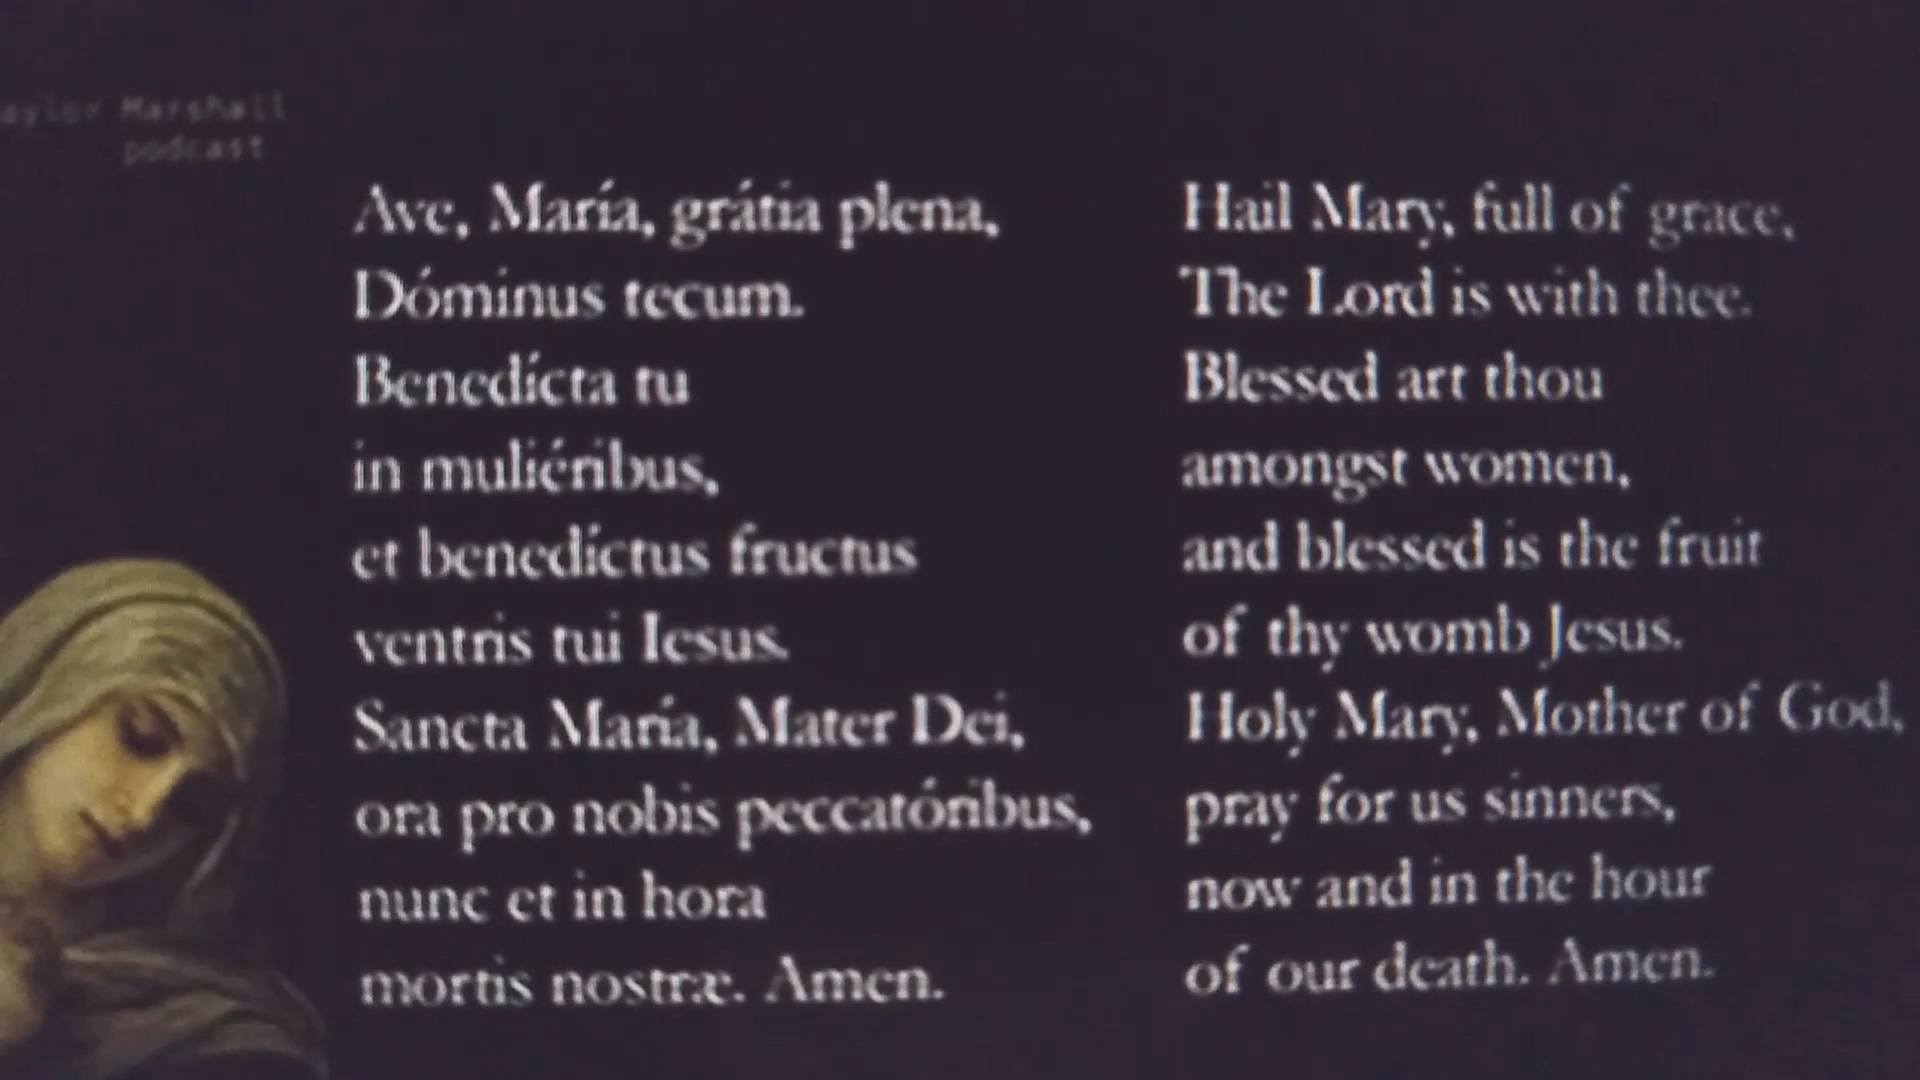 Taylor Marshall
podcast
Ave, María, grátia plena,
Dóminus tecum.
Benedícta tu
in muliéribus,
et benedíctus fructus
ventris tui Iesus.
Sancta María, Mater Dei,
ora pro nobis peccatóribus,
nunc et in hora
mortis nostræ. Amen.
Hail Mary, full of grace,
The Lord is with thee.
Blessed art thou
amongst women,
and blessed is the fruit
of thy womb Jesus.
Holy Mary, Mother of God,
pray for us sinners,
now and in the hour
of our death. Amen.